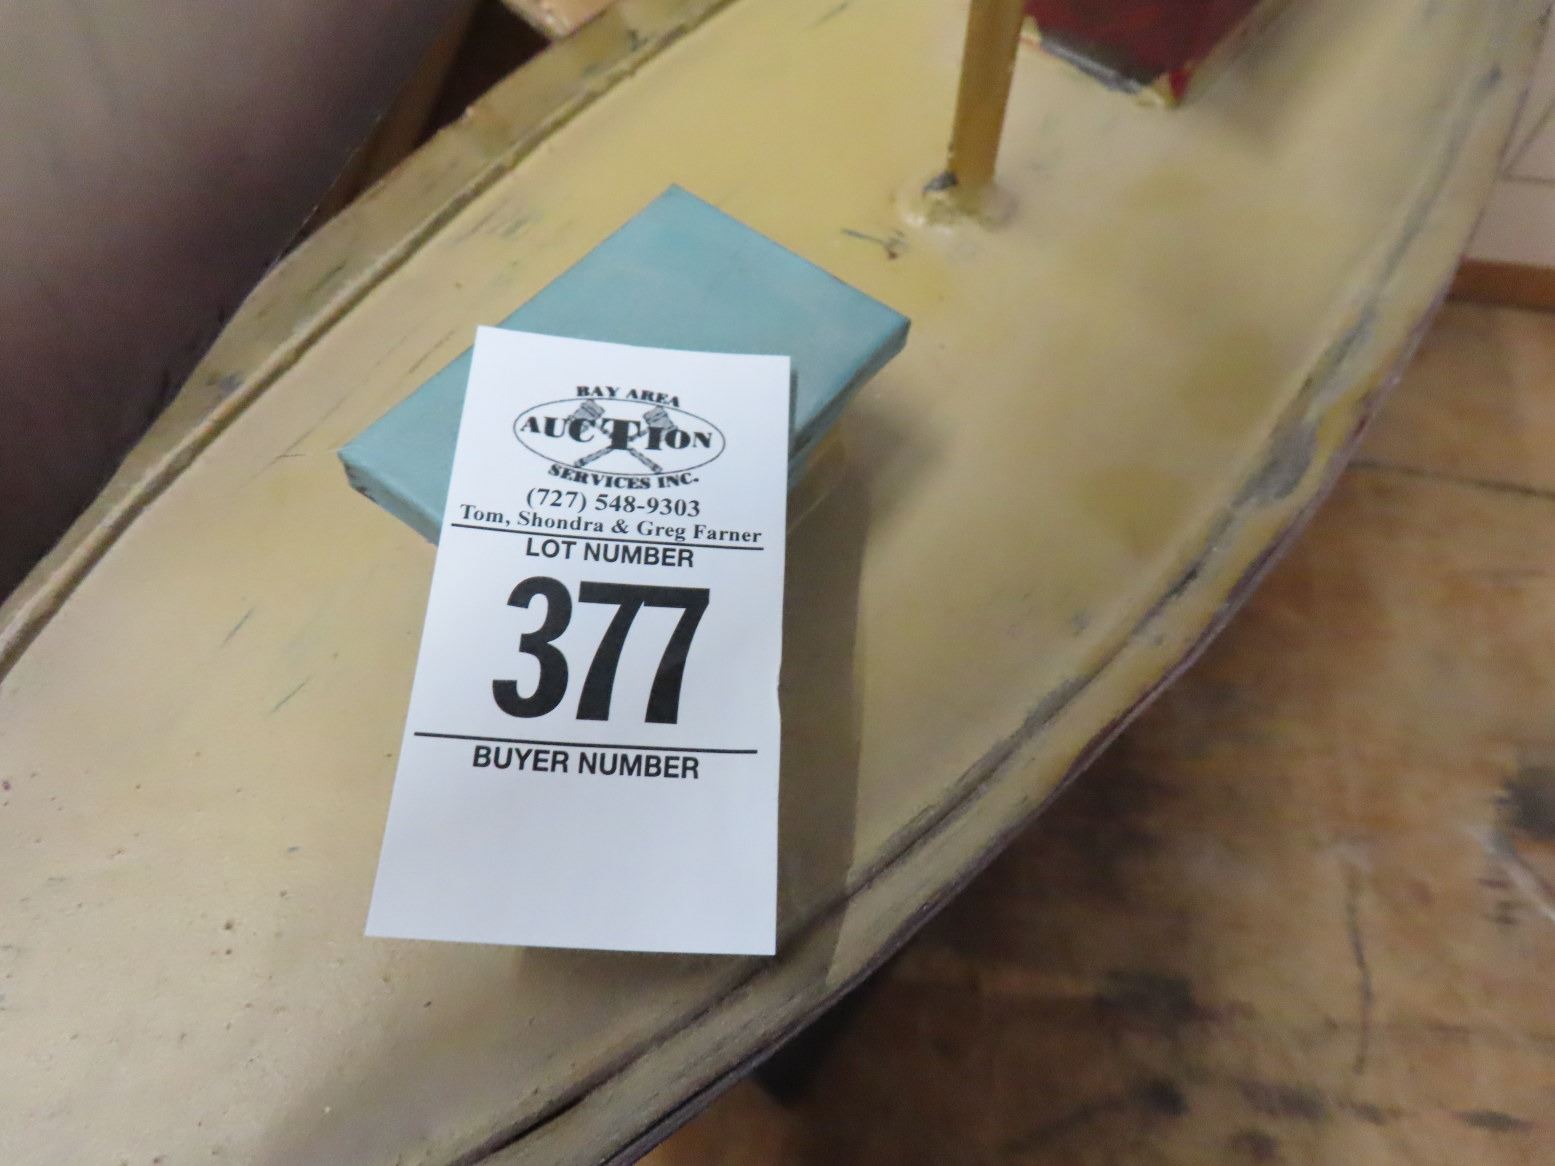 BAY AREA
AUCTION
SERVICES INC.
(727) 548-9303
Tom, Shondra & Greg Farner
LOT NUMBER
377
BUYER NUMBER